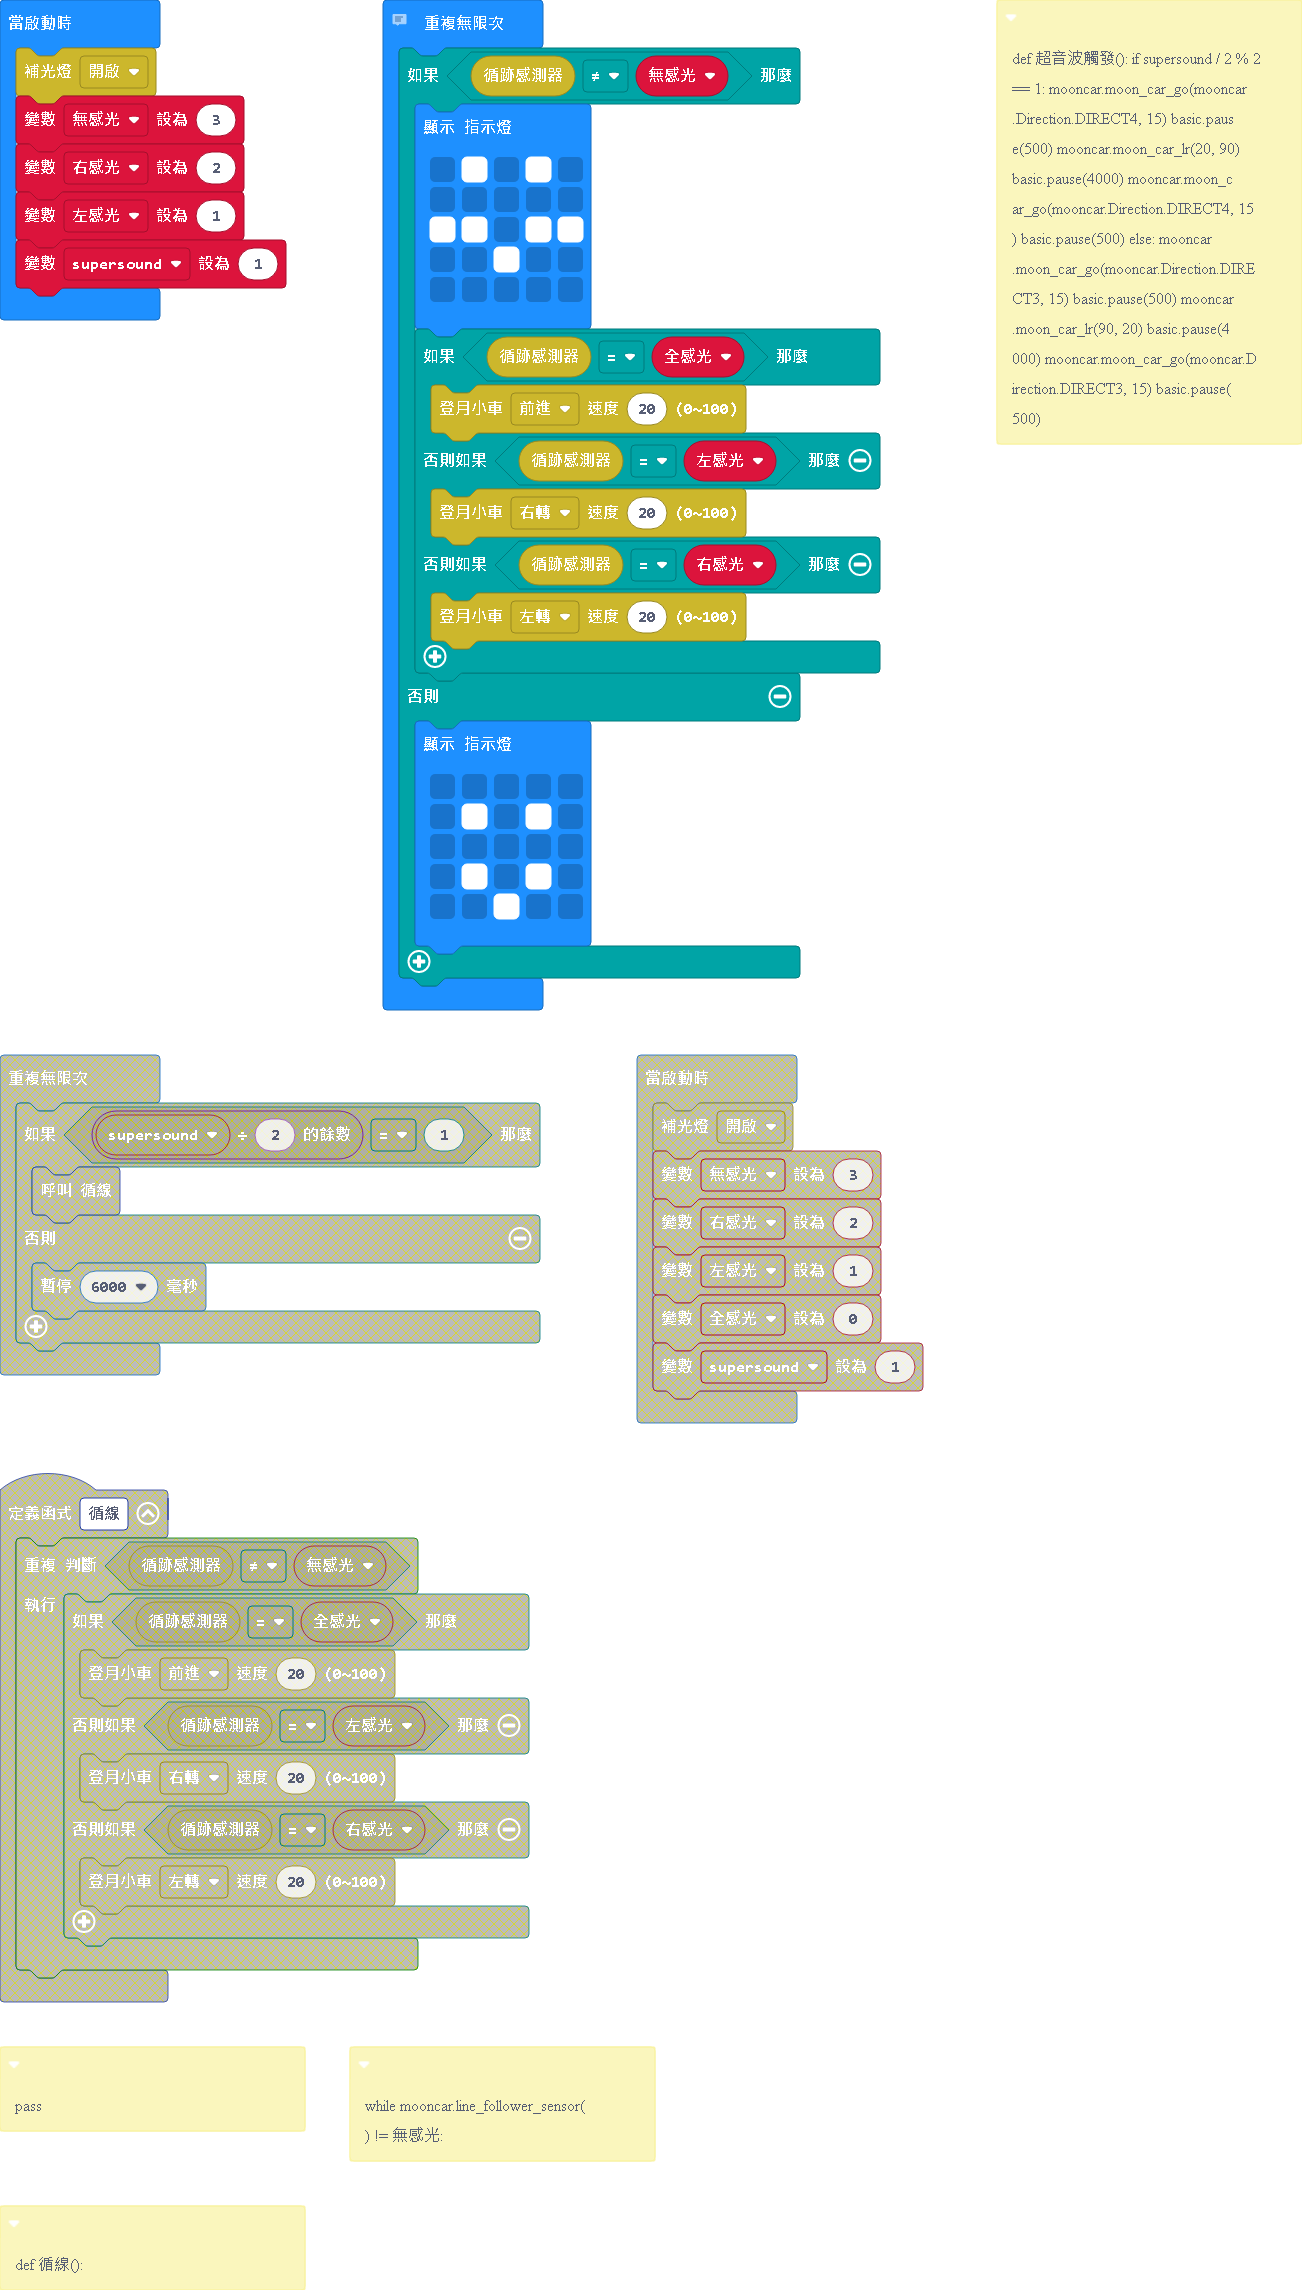 當啟動時
補光燈 開啟
變數 無感光 設為 3
變數 右感光 設為 2
變數 左感光 設為 1
變數 supersound 設為 1
重複無限次
如果 循跡感測器 ≠ 無感光 那麼
顯示 指示燈
如果 循跡感測器 = 全感光 那麼
登月小車 前進 速度 20 (0~100)
否則如果 循跡感測器 = 左感光 那麼
登月小車 右轉 速度 20 (0~100)
否則如果 循跡感測器 = 右感光 那麼
登月小車 左轉 速度 20 (0~100)
否則
顯示 指示燈
def 超音波觸發(): if supersound / 2 % 2
== 1: mooncar.moon_car_go(mooncar
.Direction.DIRECT4, 15) basic.paus
e(500) mooncar.moon_car_lr(20, 90)
basic.pause(4000) mooncar.moon_c
ar_go(mooncar.Direction.DIRECT4, 15
) basic.pause(500) else: mooncar
.moon_car_go(mooncar.Direction.DIRE
CT3, 15) basic.pause(500) mooncar
.moon_car_lr(90, 20) basic.pause(4
000) mooncar.moon_car_go(mooncar.D
irection.DIRECT3, 15) basic.pause(
500)
重複無限次
如果 supersound ÷ 2 的餘數 = 1 那麼
呼叫 循線
否則
暫停 6000 毫秒
當啟動時
補光燈 開啟
變數 無感光 設為 3
變數 右感光 設為 2
變數 左感光 設為 1
變數 全感光 設為 0
變數 supersound 設為 1
定義函式 循線
重複 判斷 循跡感測器 ≠ 無感光
執行
如果 循跡感測器 = 全感光 那麼
登月小車 前進 速度 20 (0~100)
否則如果 循跡感測器 = 左感光 那麼
登月小車 右轉 速度 20 (0~100)
否則如果 循跡感測器 = 右感光 那麼
登月小車 左轉 速度 20 (0~100)
pass
while mooncar.line_follower_sensor(
) != 無感光:
def 循線():